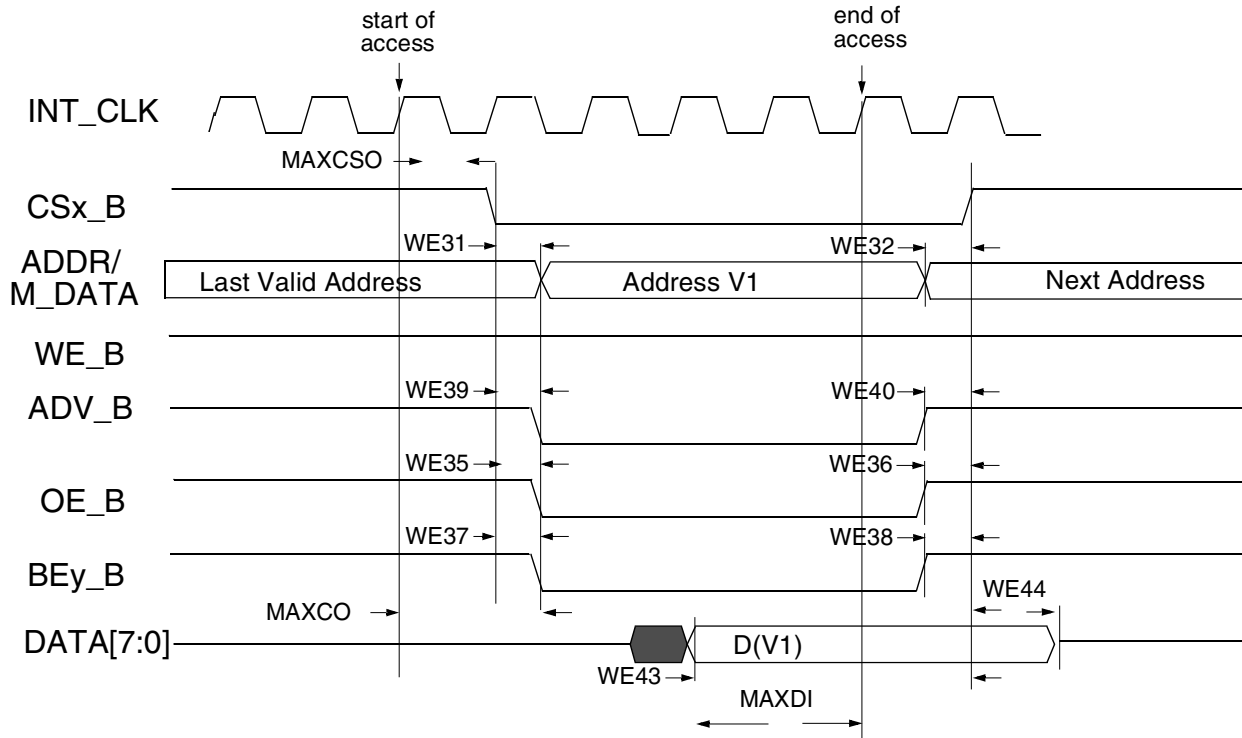 start of
access
end of
access
INT_CLK
MAXCSO
CSx_B
WE31
WE32
ADDR/
M_DATA
Last Valid Address
Address V1
Next Address
WE_B
WE39
WE40
ADV_B
WE35
WE36
OE_B
WE37
WE38
BEy_B
WE44
MAXCO
DATA[7:0]
D(V1)
WE43
MAXDI